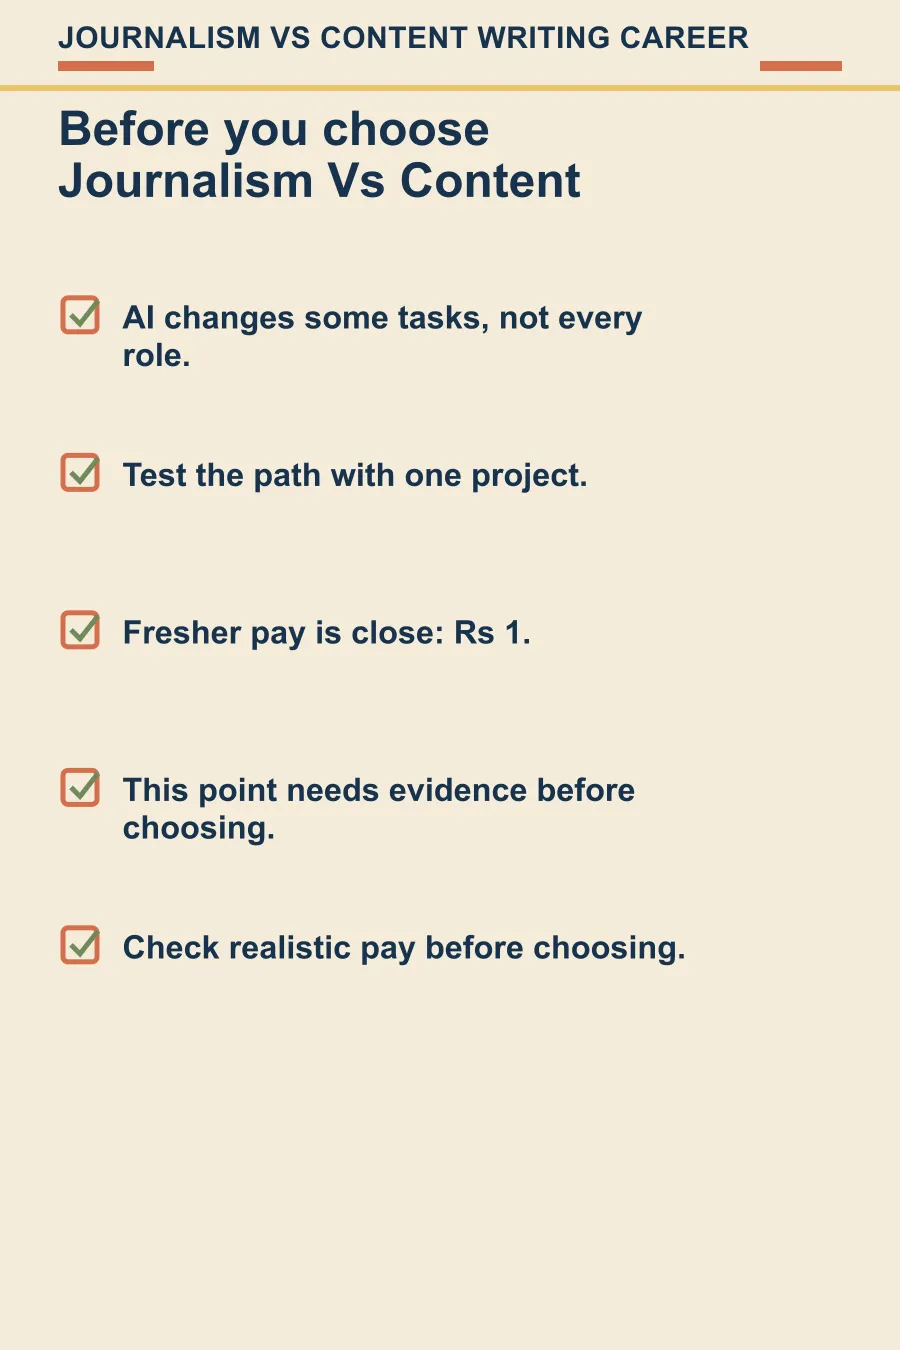 JOURNALISM VS CONTENT WRITING CAREER
Before you choose
Journalism Vs Content
AI changes some tasks, not every
role.
Test the path with one project.
Fresher pay is close: Rs 1.
This point needs evidence before
choosing.
Check realistic pay before choosing.